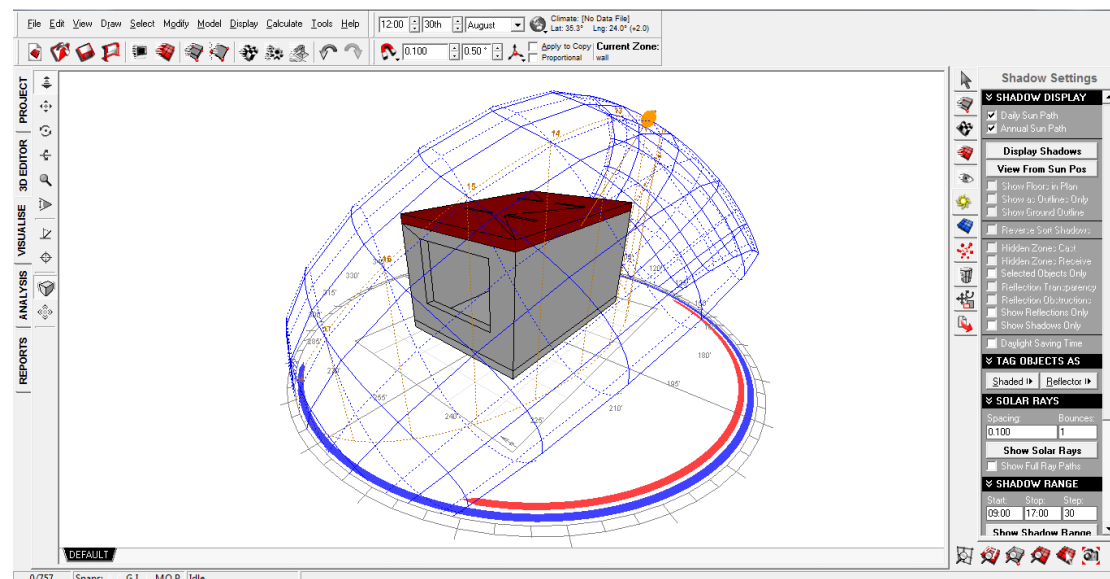 File Edit View Draw Select Modify Model Display Calculate Tools Help
12:00 30th August
Climate: [No Data File]
Lat: 35.3° Lng: 24.0° (+2.0)
0.100 0.50 °
Apply to Copy
Proportional
Current Zone:
wall
PROJECT
3D EDITOR
VISUALISE
ANALYSIS
REPORTS
14
15
16
330°
315°
255°
240°
225°
210°
195°
180°
DEFAULT
Shadow Settings
SHADOW DISPLAY
Daily Sun Path
Annual Sun Path
Display Shadows
View From Sun Pos
Show Floors in Plan
Show as Outlines Only
Show Ground Outline
Reverse Sort Shadows
Hidden Zones Cast
Hidden Zones Receive
Selected Objects Only
Reflection Transparency
Reflection Obstructions
Show Reflections Only
Show Shadows Only
Daylight Saving Time
TAG OBJECTS AS
Shaded Reflector
SOLAR RAYS
Spacing: Bounces:
0.100 1
Show Solar Rays
Show Full Ray Paths
SHADOW RANGE
Start: Stop: Step:
09:00 17:00 30
Show Shadow Range
0/757 Snaps: G I M O P Idle